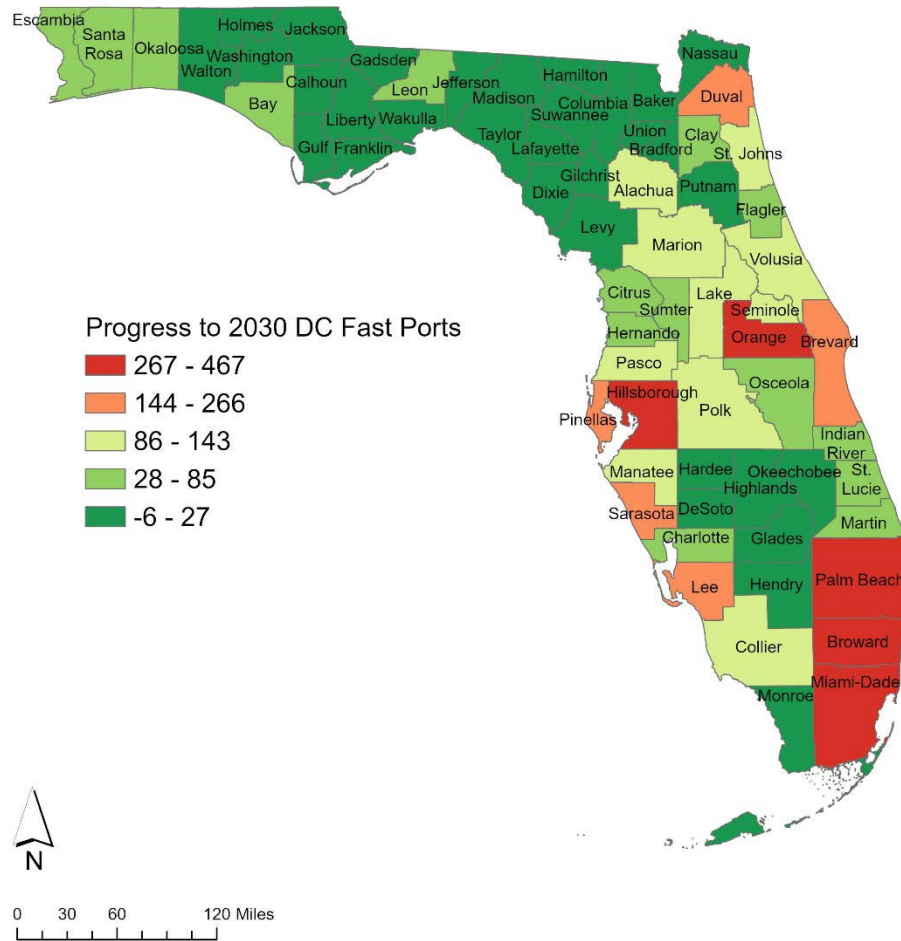 Escambia
Santa
Rosa
Okaloosa
Holmes
Jackson
Washington
Walton
Calhoun
Bay
Gadsden
Leon
Liberty
Wakulla
Gulf
Franklin
Jefferson
Madison
Taylor
Hamilton
Columbia
Suwannee
Lafayette
Dixie
Gilchrist
Levy
Baker
Union
Bradford
Nassau
Duval
Clay
St. Johns
Alachua
Putnam
Flagler
Marion
Volusia
Citrus
Sumter
Lake
Hernando
Seminole
Orange
Brevard
Pasco
Osceola
Hillsborough
Pinellas
Polk
Indian
River
Manatee
Hardee
Okeechobee
Highlands
St.
Lucie
Sarasota
DeSoto
Martin
Charlotte
Glades
Lee
Hendry
Palm Beach
Collier
Broward
Miami-Dade
Monroe
Progress to 2030 DC Fast Ports
267 - 467
144 - 266
86 - 143
28 - 85
-6 - 27
N
0 30 60 120 Miles